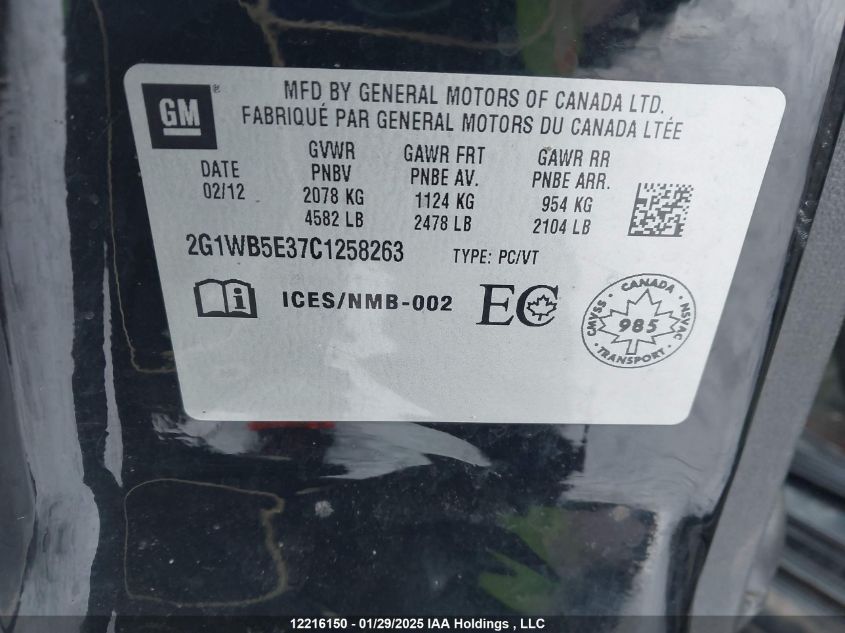 GM ®
MFD BY GENERAL MOTORS OF CANADA LTD.
FABRIQUÉ PAR GENERAL MOTORS DU CANADA LTÉE
DATE
02/12
GVWR
PNBV
2078 KG
4582 LB
GAWR FRT
PNBE AV.
1124 KG
2478 LB
GAWR RR
PNBE ARR.
954 KG
2104 LB
2G1WB5E37C1258263 TYPE: PC/VT
i ICES/NMB-002 EC
CANADA
CMVSS 985 NSVAC
TRANSPORT
12216150 - 01/29/2025 IAA Holdings , LLC